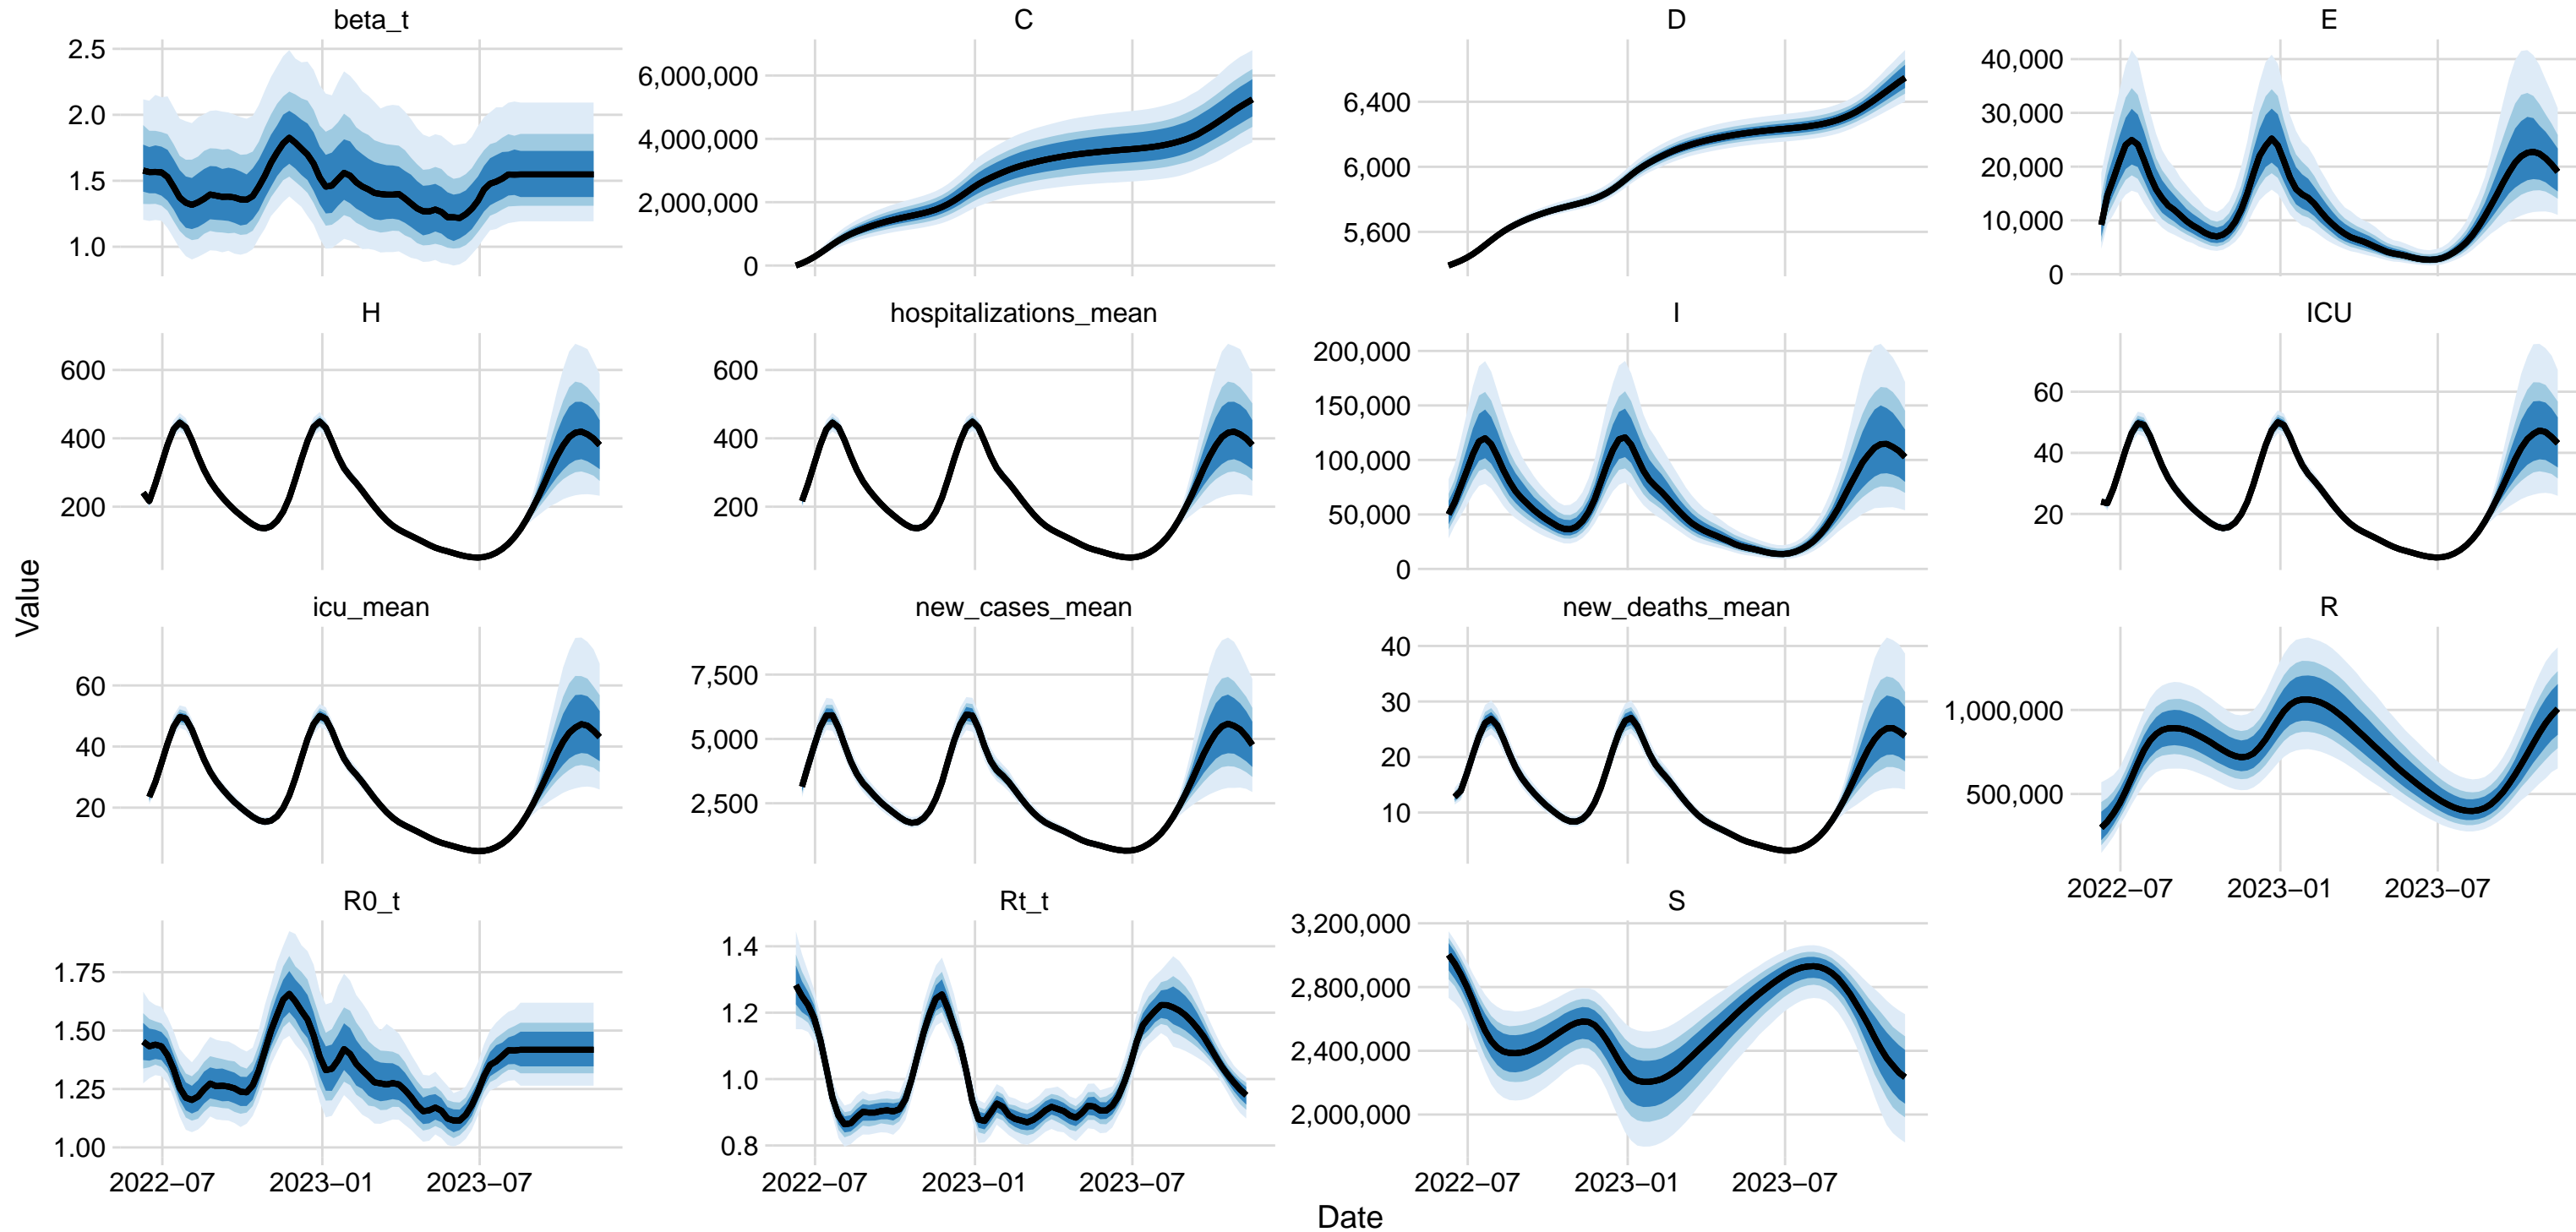 beta_t
C
D
E
2.5
2.0
1.5
1.0
6,000,000
4,000,000
2,000,000
0
6,400
6,000
5,600
40,000
30,000
20,000
10,000
0
H
hospitalizations_mean
I
ICU
600
400
200
600
400
200
200,000
150,000
100,000
50,000
0
60
40
20
Value
icu_mean
new_cases_mean
new_deaths_mean
R
60
40
20
7,500
5,000
2,500
40
30
20
10
1,000,000
500,000
2022−07 2023−01 2023−07
R0_t
Rt_t
S
1.75
1.50
1.25
1.00
1.4
1.2
1.0
0.8
3,200,000
2,800,000
2,400,000
2,000,000
2022−07 2023−01 2023−07
2022−07 2023−01 2023−07
2022−07 2023−01 2023−07
Date